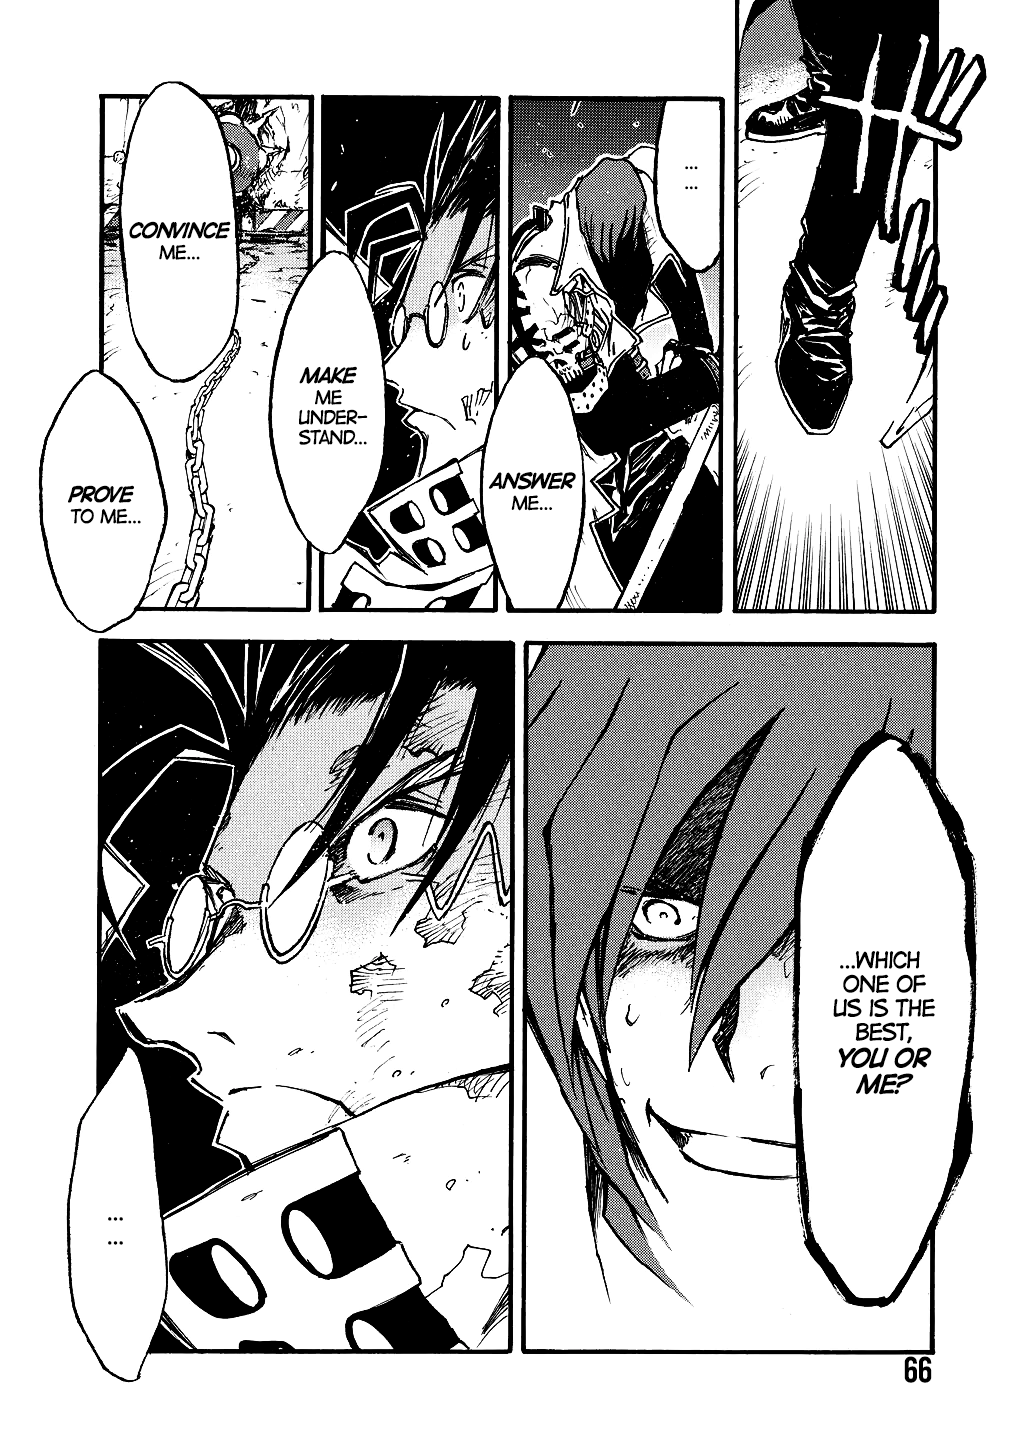 ...
...
ANSWER
ME...
MAKE
ME
UNDER-
STAND...
CONVINCE
ME...
PROVE
TO ME...
...WHICH
ONE OF
US IS THE
BEST,
YOU OR
ME?
...
...
66